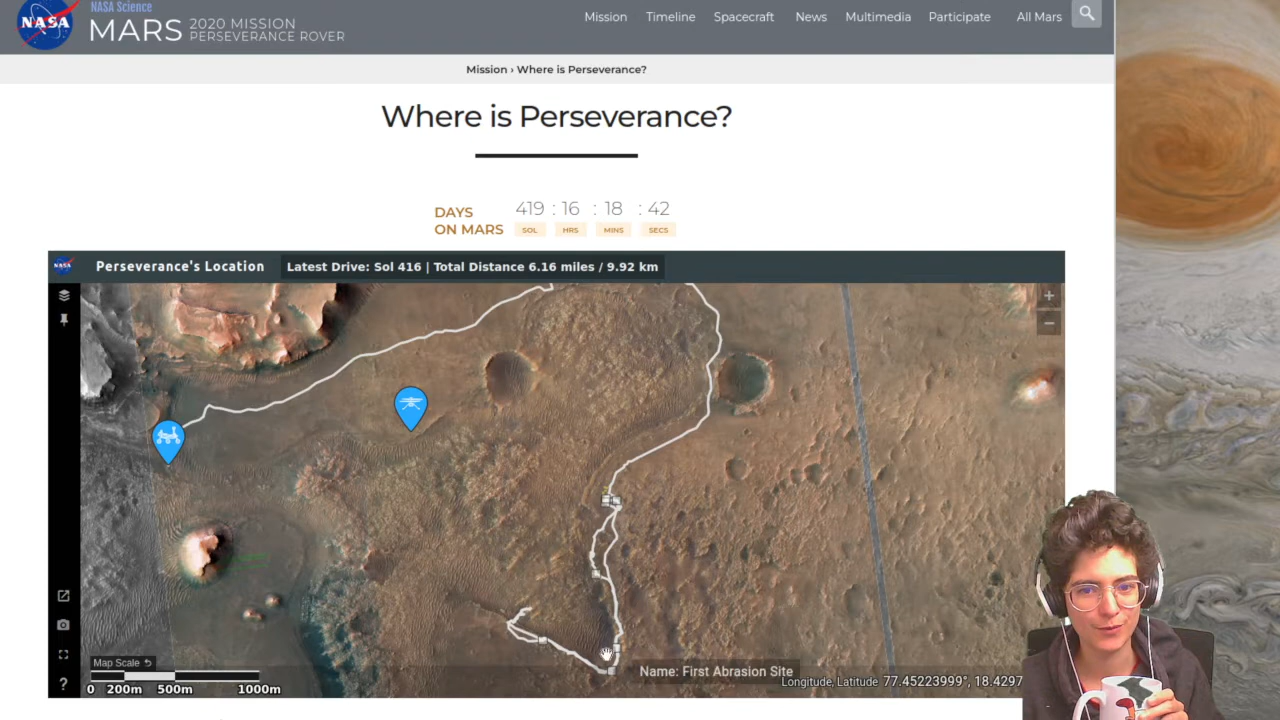 NASA
NASA Science
MARS
2020 MISSION
PERSEVERANCE ROVER
Mission Timeline Spacecraft News Multimedia Participate All Mars
Mission › Where is Perseverance?
Where is Perseverance?
DAYS
ON MARS
419 : 16 : 18 : 42
SOL HRS MINS SECS
NASA
Perseverance's Location
Latest Drive: Sol 416 | Total Distance 6.16 miles / 9.92 km
+
−
Map Scale
0 200m 500m 1000m
?
Name: First Abrasion Site
Longitude, Latitude 77.45223999°, 18.4297